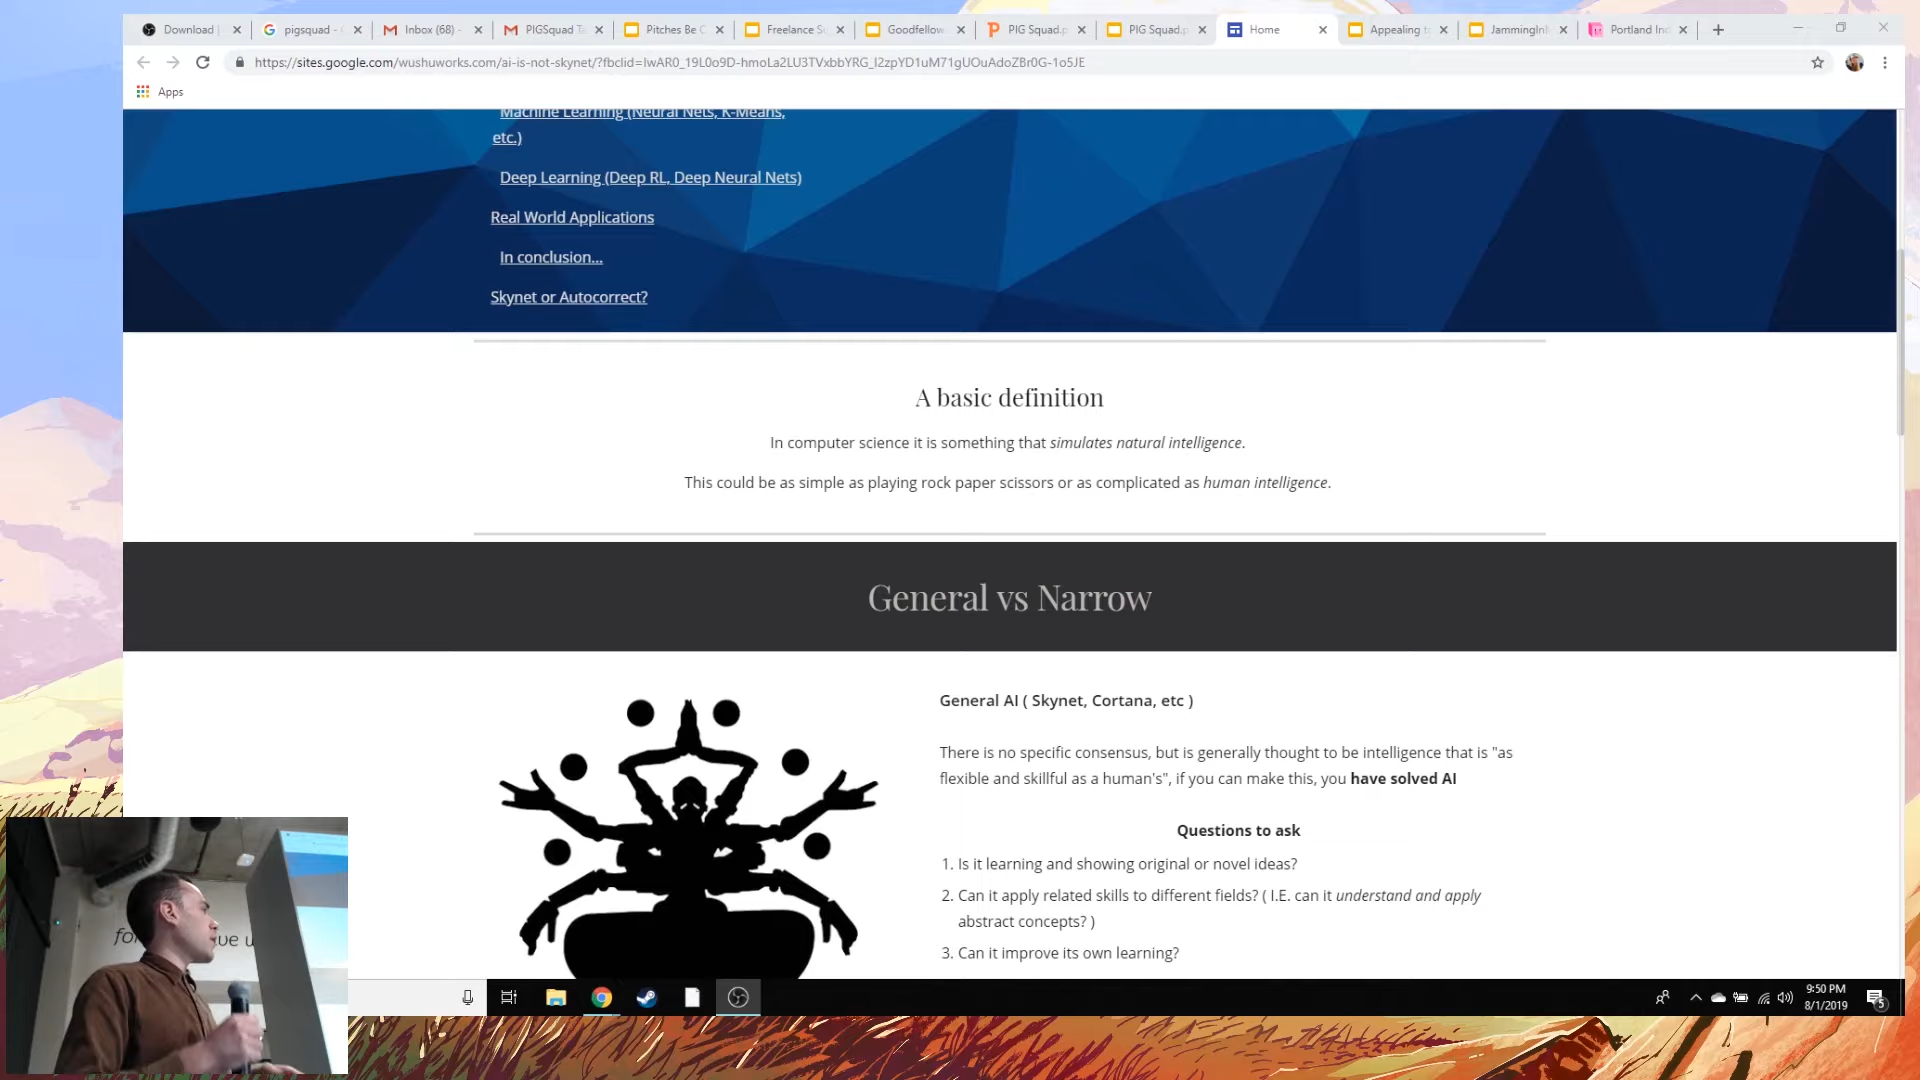 Download
pigsquad -
Inbox (68) -
PIGSquad
Pitches Be
Freelance
Goodfellow
PIG Squad.p
PIG Squad.p
Home
Appealing
JammingIn
Portland Ind
https://sites.google.com/wushuworks.com/ai-is-not-skynet/?fbclid=IwAR0_19L0o9D-hmoLa2LU3TVxbbYRG_I2zpYD1uM71gUOuAdoZBr0G-1o5JE
Apps
Machine Learning (Neural Nets, K-Means,
etc.)
Deep Learning (Deep RL, Deep Neural Nets)
Real World Applications
In conclusion...
Skynet or Autocorrect?
A basic definition
In computer science it is something that simulates natural intelligence.
This could be as simple as playing rock paper scissors or as complicated as human intelligence.
General vs Narrow
General AI ( Skynet, Cortana, etc )
There is no specific consensus, but is generally thought to be intelligence that is "as
flexible and skillful as a human's", if you can make this, you have solved AI
Questions to ask
1. Is it learning and showing original or novel ideas?
2. Can it apply related skills to different fields? ( I.E. can it understand and apply
abstract concepts? )
3. Can it improve its own learning?
9:50 PM
8/1/2019
5